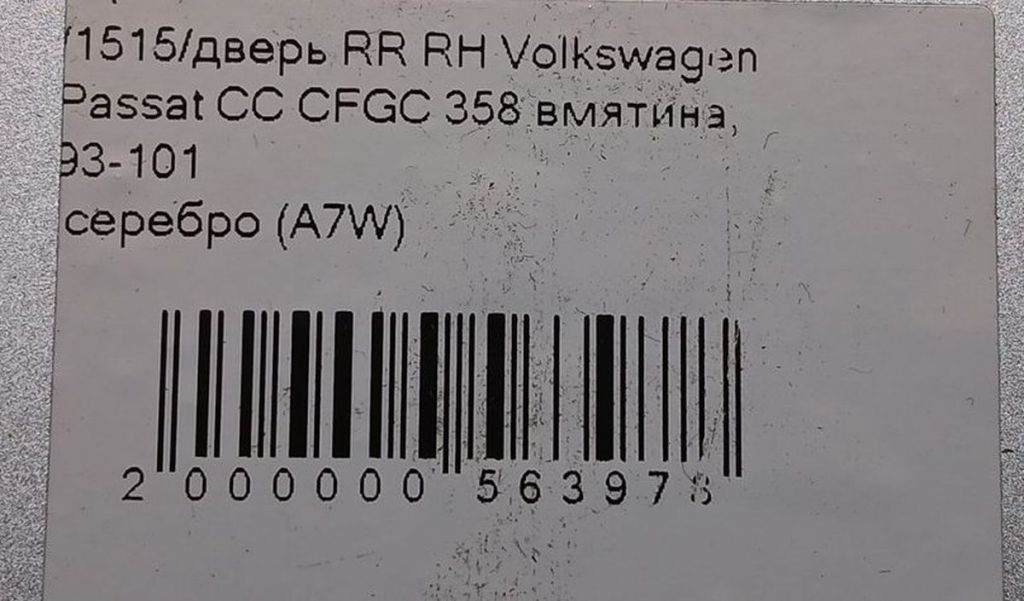 /1515/дверь RR RH Volkswagen
Passat CC CFGC 358 вмятина,
93-101
серебро (A7W)
2 000000 563978